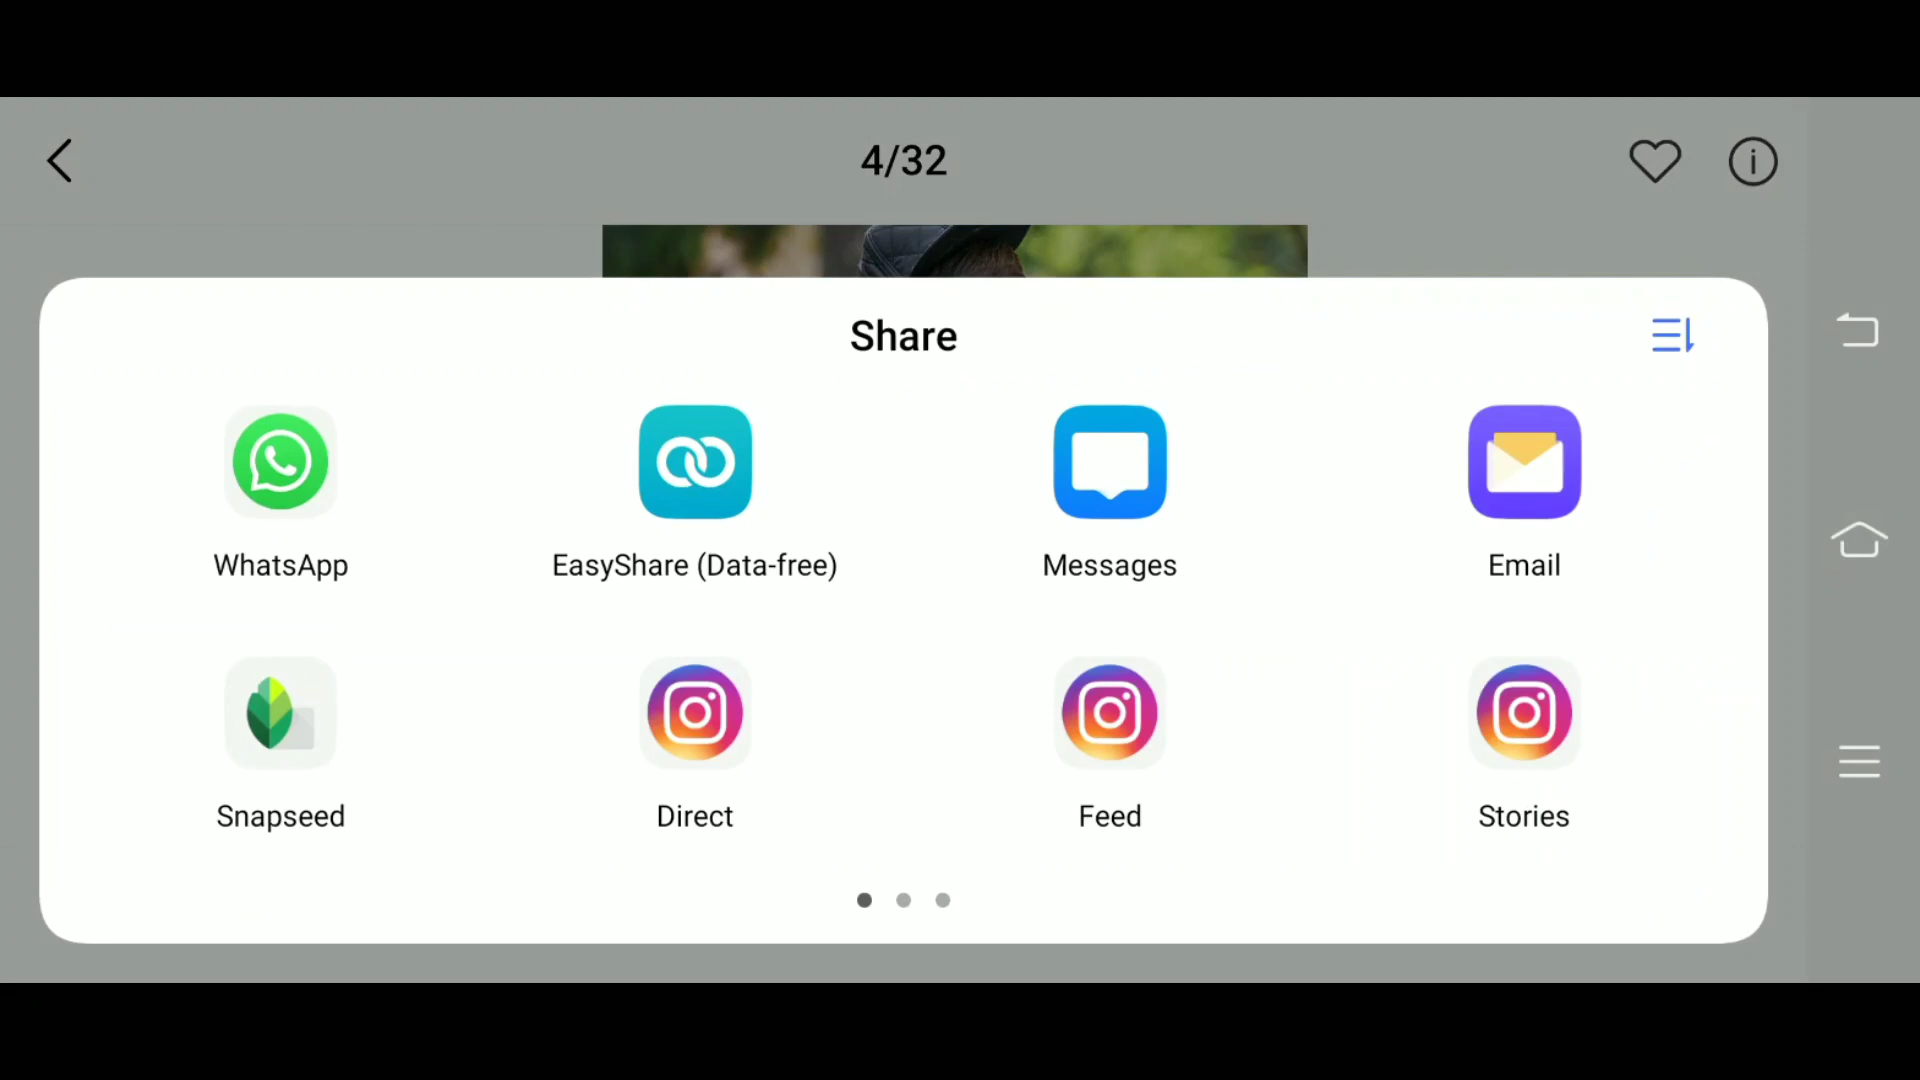 4/32
Share
WhatsApp
EasyShare (Data-free)
Messages
Email
Snapseed
Direct
Feed
Stories